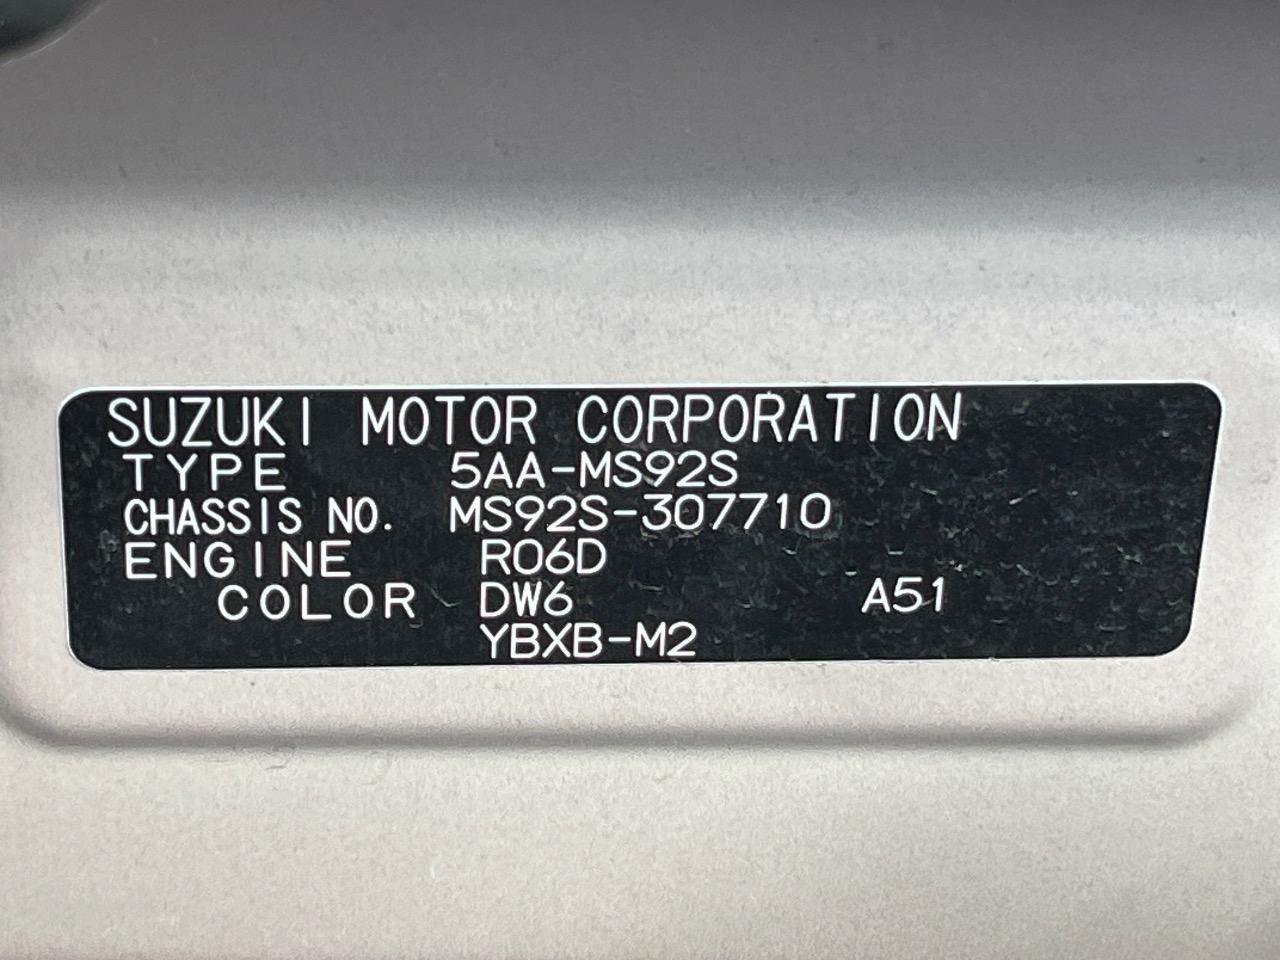 SUZUKI MOTOR CORPORATION
TYPE 5AA-MS92S
CHASSIS NO. MS92S-307710
ENGINE R06D
COLOR DW6 A51
YBXB-M2